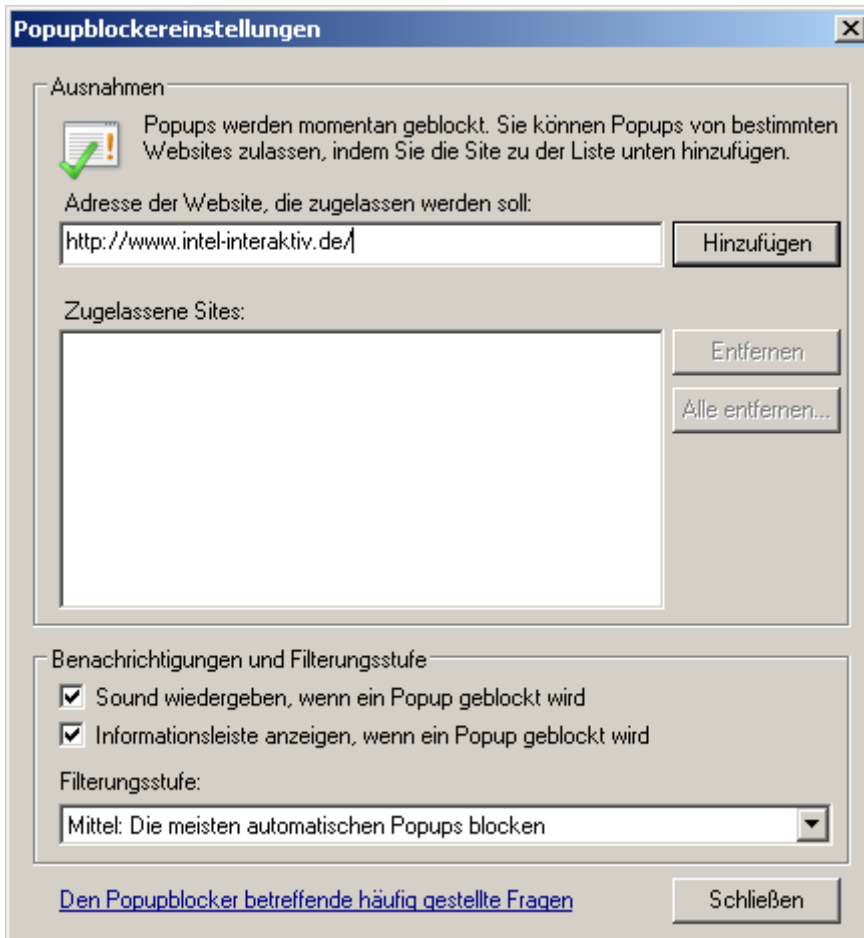 Popupblockereinstellungen
Ausnahmen
Popups werden momentan geblockt. Sie können Popups von bestimmten
Websites zulassen, indem Sie die Site zu der Liste unten hinzufügen.
Adresse der Website, die zugelassen werden soll:
http://www.intel-interaktiv.de/
Hinzufügen
Zugelassene Sites:
Entfernen
Alle entfernen...
Benachrichtigungen und Filterungsstufe
Sound wiedergeben, wenn ein Popup geblockt wird
Informationsleiste anzeigen, wenn ein Popup geblockt wird
Filterungsstufe:
Mittel: Die meisten automatischen Popups blocken
Den Popupblocker betreffende häufig gestellte Fragen
Schließen